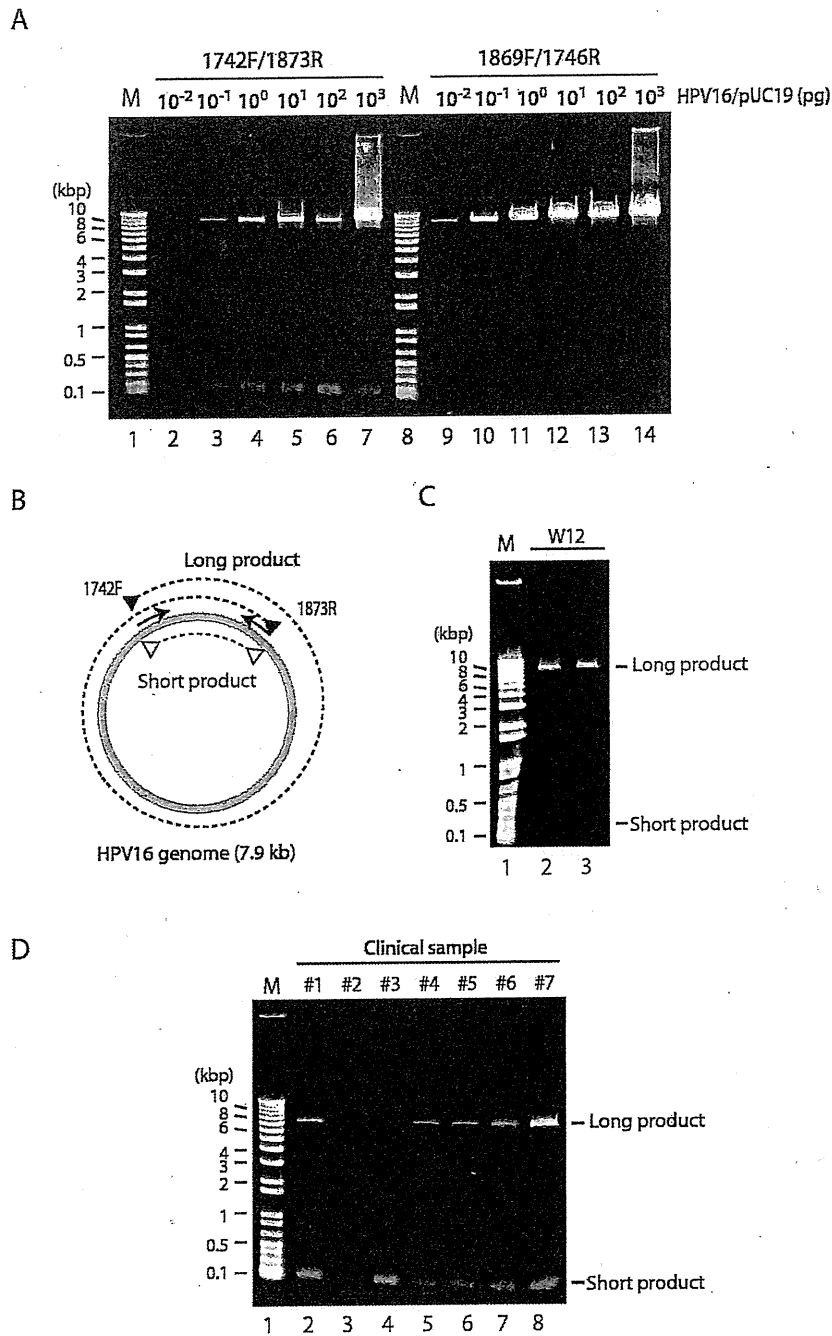 A
1742F/1873R 1869F/1746R
M 10⁻² 10⁻¹ 10⁰ 10¹ 10² 10³ M 10⁻² 10⁻¹ 10⁰ 10¹ 10² 10³ HPV16/pUC19 (pg)
(kbp)
10
8
6
4
3
2
1
0.5
0.1
1 2 3 4 5 6 7 8 9 10 11 12 13 14
B
Long product
1742F
1873R
Short product
HPV16 genome (7.9 kb)
C
W12
M
(kbp)
10
8
6
4
3
2
1
0.5
0.1
Long product
Short product
1 2 3
D
Clinical sample
M #1 #2 #3 #4 #5 #6 #7
(kbp)
10
8
6
4
3
2
1
0.5
0.1
Long product
Short product
1 2 3 4 5 6 7 8